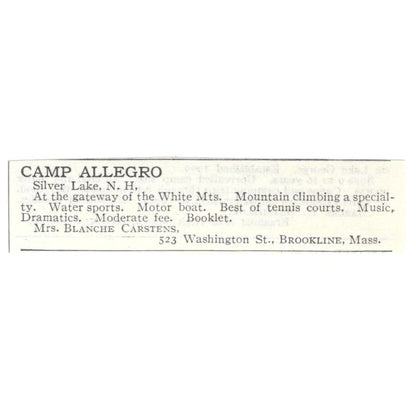 CAMP ALLEGRO
Silver Lake, N. H.
At the gateway of the White Mts. Mountain climbing a special-
ty. Water sports. Motor boat. Best of tennis courts. Music,
Dramatics. Moderate fee. Booklet.
Mrs. BLANCHE CARSTENS,
523 Washington St., BROOKLINE, Mass.